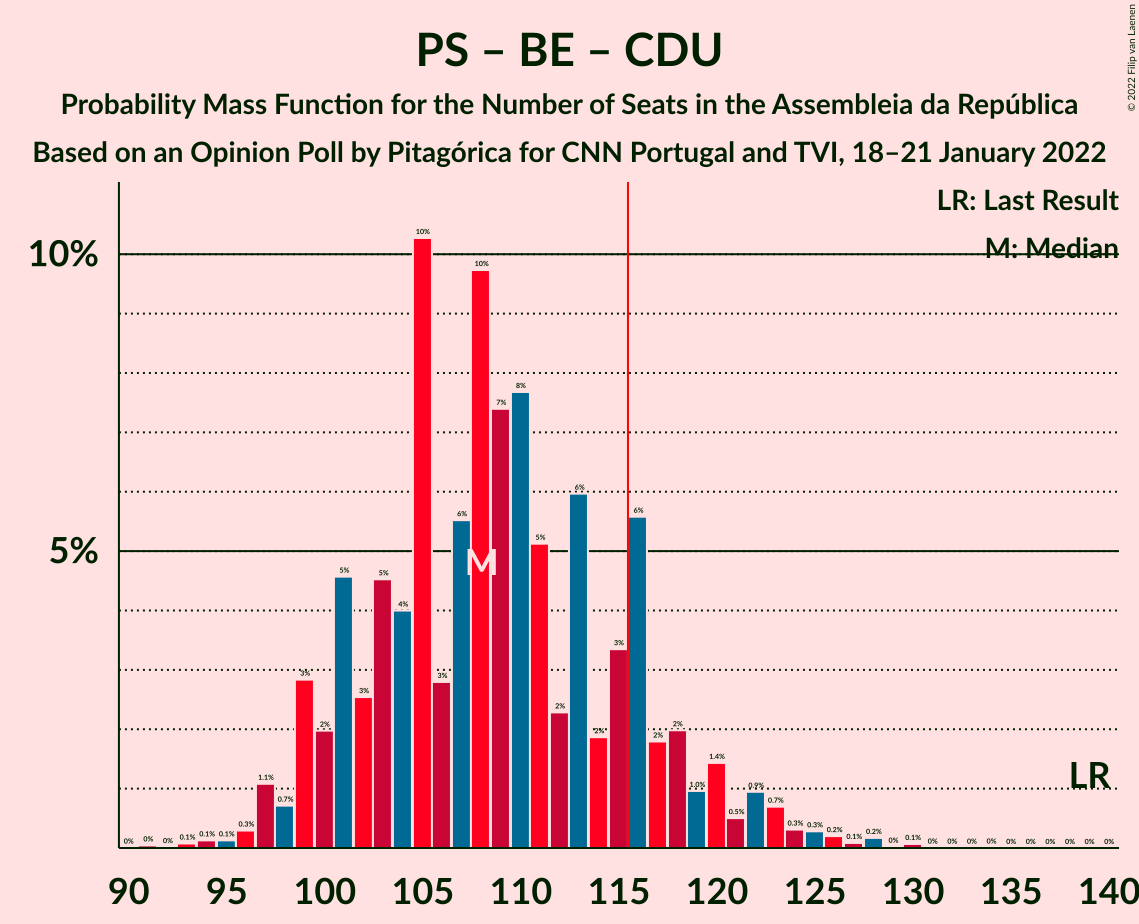 PS – BE – CDU
Probability Mass Function for the Number of Seats in the Assembleia da República
Based on an Opinion Poll by Pitagórica for CNN Portugal and TVI, 18–21 January 2022
© 2022 Filip van Laenen
LR: Last Result
M: Median
10%
5%
0% 0% 0% 0.1% 0.1% 0.1% 0.3% 1.1% 0.7% 3% 2% 5% 3% 5% 4% 10% 3% 6% 10% 7% 8% 5% 2% 6% 2% 3% 6% 2% 2% 1.0% 1.4% 0.5% 0.9% 0.7% 0.3% 0.3% 0.2% 0.1% 0.2% 0% 0.1% 0% 0% 0% 0% 0% 0% 0% 0% 0% 0%
M
LR
90 95 100 105 110 115 120 125 130 135 140